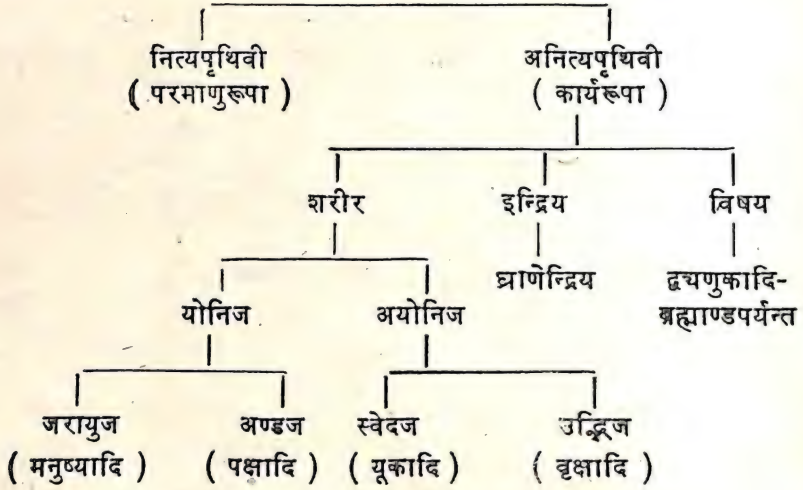 नित्यपृथिवी अनित्यपृथिवी
( परमाणुरूपा ) ( कार्यरूपा )
शरीर इन्द्रिय विषय
घ्राणेन्द्रिय द्वचणुकादि-
योनिज अयोनिज ब्रह्माण्डपर्यन्त
जरायुज अण्डज स्वेदज उद्भिज
( मनुष्यादि ) ( पक्षादि ) ( यूकादि ) ( वृक्षादि )